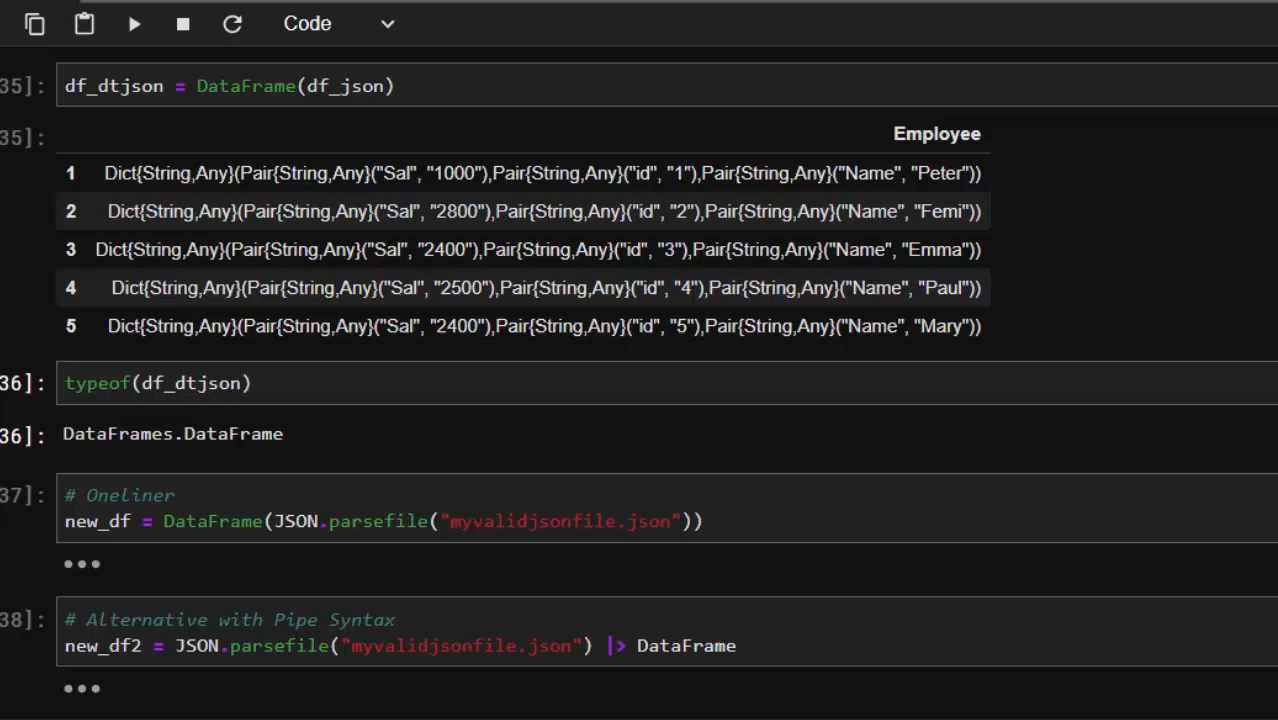 Code
35]: df_dtjson = DataFrame(df_json)
35]: Employee
1 Dict{String,Any}(Pair{String,Any}("Sal", "1000"),Pair{String,Any}("id", "1"),Pair{String,Any}("Name", "Peter"))
2 Dict{String,Any}(Pair{String,Any}("Sal", "2800"),Pair{String,Any}("id", "2"),Pair{String,Any}("Name", "Femi"))
3 Dict{String,Any}(Pair{String,Any}("Sal", "2400"),Pair{String,Any}("id", "3"),Pair{String,Any}("Name", "Emma"))
4 Dict{String,Any}(Pair{String,Any}("Sal", "2500"),Pair{String,Any}("id", "4"),Pair{String,Any}("Name", "Paul"))
5 Dict{String,Any}(Pair{String,Any}("Sal", "2400"),Pair{String,Any}("id", "5"),Pair{String,Any}("Name", "Mary"))
36]: typeof(df_dtjson)
36]: DataFrames.DataFrame
37]: # Oneliner
new_df = DataFrame(JSON.parsefile("myvalidjsonfile.json"))
•••
38]: # Alternative with Pipe Syntax
new_df2 = JSON.parsefile("myvalidjsonfile.json") |> DataFrame
•••